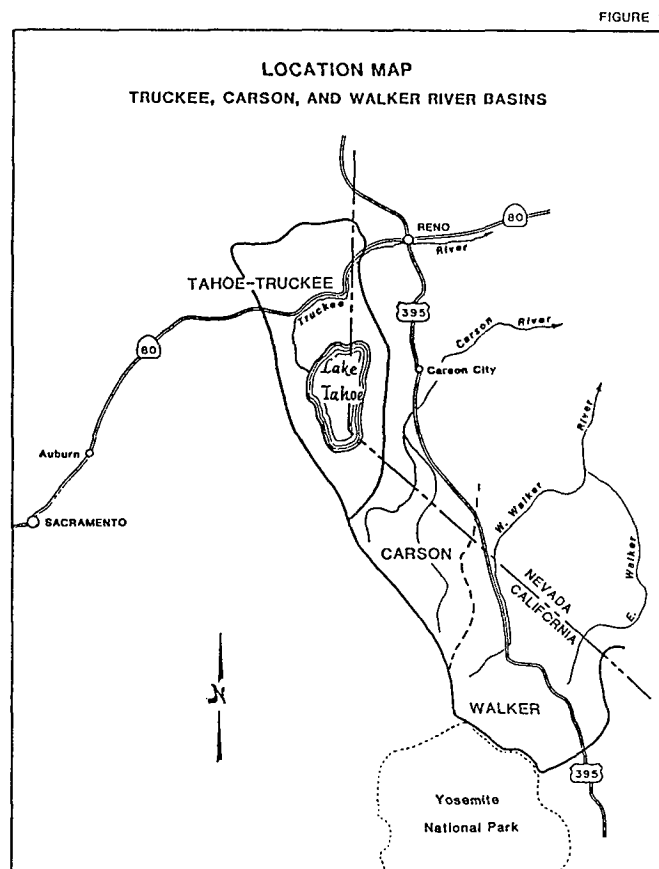 FIGURE
LOCATION MAP
TRUCKEE, CARSON, AND WALKER RIVER BASINS
80
RENO
River
TAHOE-TRUCKEE
Truckee
395
Carson
River
80
Lake
Tahoe
Carson City
Auburn
SACRAMENTO
River
W. Walker
E. Walker
CARSON
NEVADA
CALIFORNIA
N
WALKER
395
Yosemite
National Park